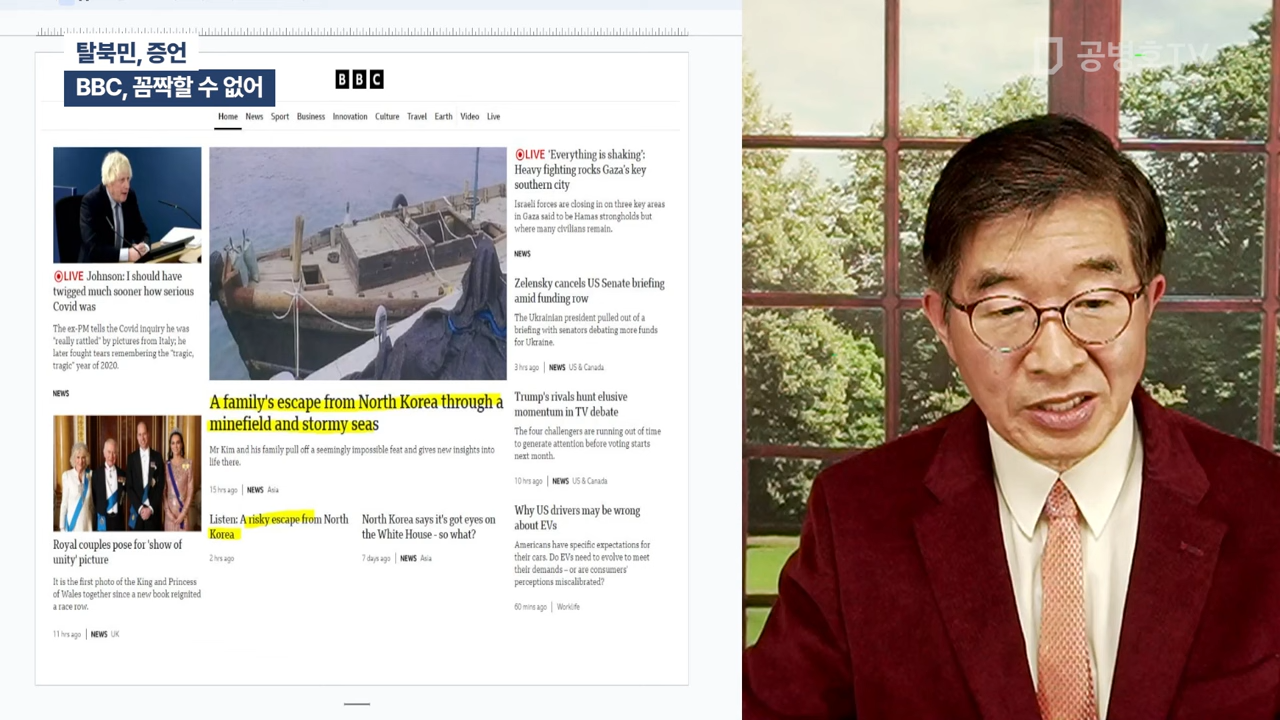 탈북민, 증언
BBC, 꼼짝할 수 없어
공병호TV
BBC
Home News Sport Business Innovation Culture Travel Earth Video Live
LIVE Johnson: I should have
twigged much sooner how serious
Covid was
The ex-PM tells the Covid inquiry he was
"really rattled" by pictures from Italy; he
later fought tears remembering the "tragic,
tragic" year of 2020.
NEWS
Royal couples pose for 'show of
unity' picture
It is the first photo of the King and Princess
of Wales together since a new book reignited
a race row.
11 hrs ago | NEWS UK
A family's escape from North Korea through a
minefield and stormy seas
Mr Kim and his family pull off a seemingly impossible feat and gives new insights into
life there.
15 hrs ago | NEWS Asia
Listen: A risky escape from North
Korea
2 hrs ago
North Korea says it's got eyes on
the White House - so what?
7 days ago | NEWS Asia
LIVE 'Everything is shaking':
Heavy fighting rocks Gaza's key
southern city
Israeli forces are closing in on three key areas
in Gaza said to be Hamas strongholds but
where many civilians remain.
NEWS
Zelensky cancels US Senate briefing
amid funding row
The Ukrainian president pulled out of a
briefing with senators debating more funds
for Ukraine.
3 hrs ago | NEWS US & Canada
Trump's rivals hunt elusive
momentum in TV debate
The four challengers are running out of time
to generate attention before voting starts
next month.
10 hrs ago | NEWS US & Canada
Why US drivers may be wrong
about EVs
Americans have specific expectations for
their cars. Do EVs need to evolve to meet
their demands – or are consumers'
perceptions miscalibrated?
60 mins ago | Worklife